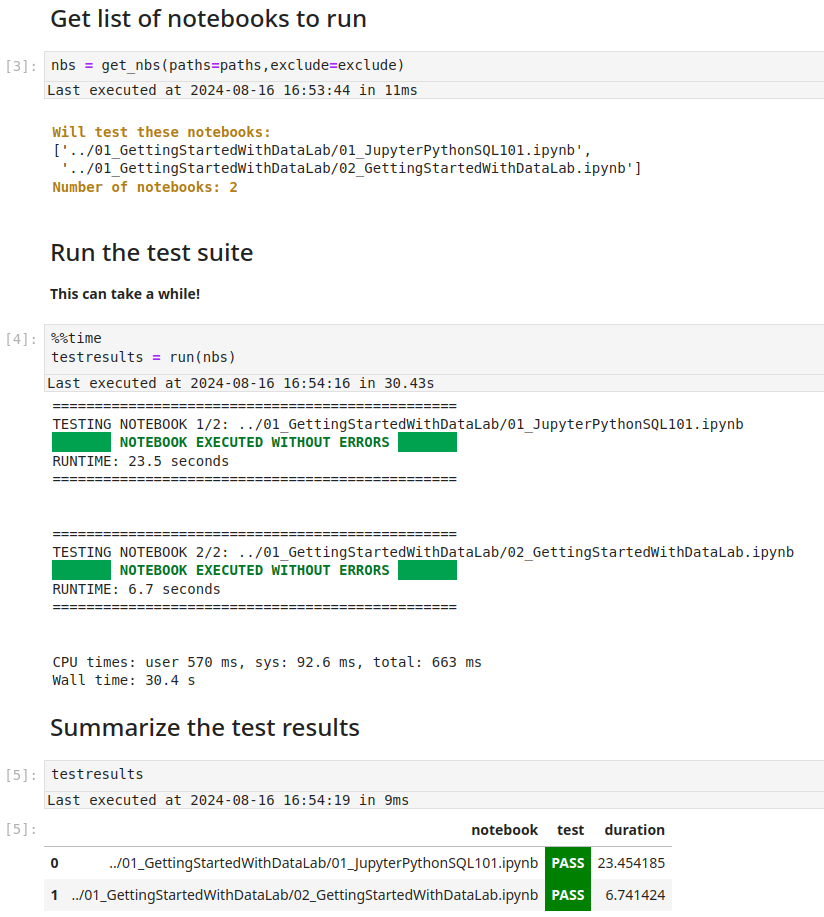 Get list of notebooks to run
[3]: nbs = get_nbs(paths=paths,exclude=exclude)
Last executed at 2024-08-16 16:53:44 in 11ms
Will test these notebooks:
['../01_GettingStartedWithDataLab/01_JupyterPythonSQL101.ipynb',
'../01_GettingStartedWithDataLab/02_GettingStartedWithDataLab.ipynb']
Number of notebooks: 2
Run the test suite
This can take a while!
[4]: %%time
testresults = run(nbs)
Last executed at 2024-08-16 16:54:16 in 30.43s
================================================
TESTING NOTEBOOK 1/2: ../01_GettingStartedWithDataLab/01_JupyterPythonSQL101.ipynb
NOTEBOOK EXECUTED WITHOUT ERRORS
RUNTIME: 23.5 seconds
================================================
================================================
TESTING NOTEBOOK 2/2: ../01_GettingStartedWithDataLab/02_GettingStartedWithDataLab.ipynb
NOTEBOOK EXECUTED WITHOUT ERRORS
RUNTIME: 6.7 seconds
================================================
CPU times: user 570 ms, sys: 92.6 ms, total: 663 ms
Wall time: 30.4 s
Summarize the test results
[5]: testresults
Last executed at 2024-08-16 16:54:19 in 9ms
[5]: notebook test duration
0 ../01_GettingStartedWithDataLab/01_JupyterPythonSQL101.ipynb PASS 23.454185
1 ../01_GettingStartedWithDataLab/02_GettingStartedWithDataLab.ipynb PASS 6.741424